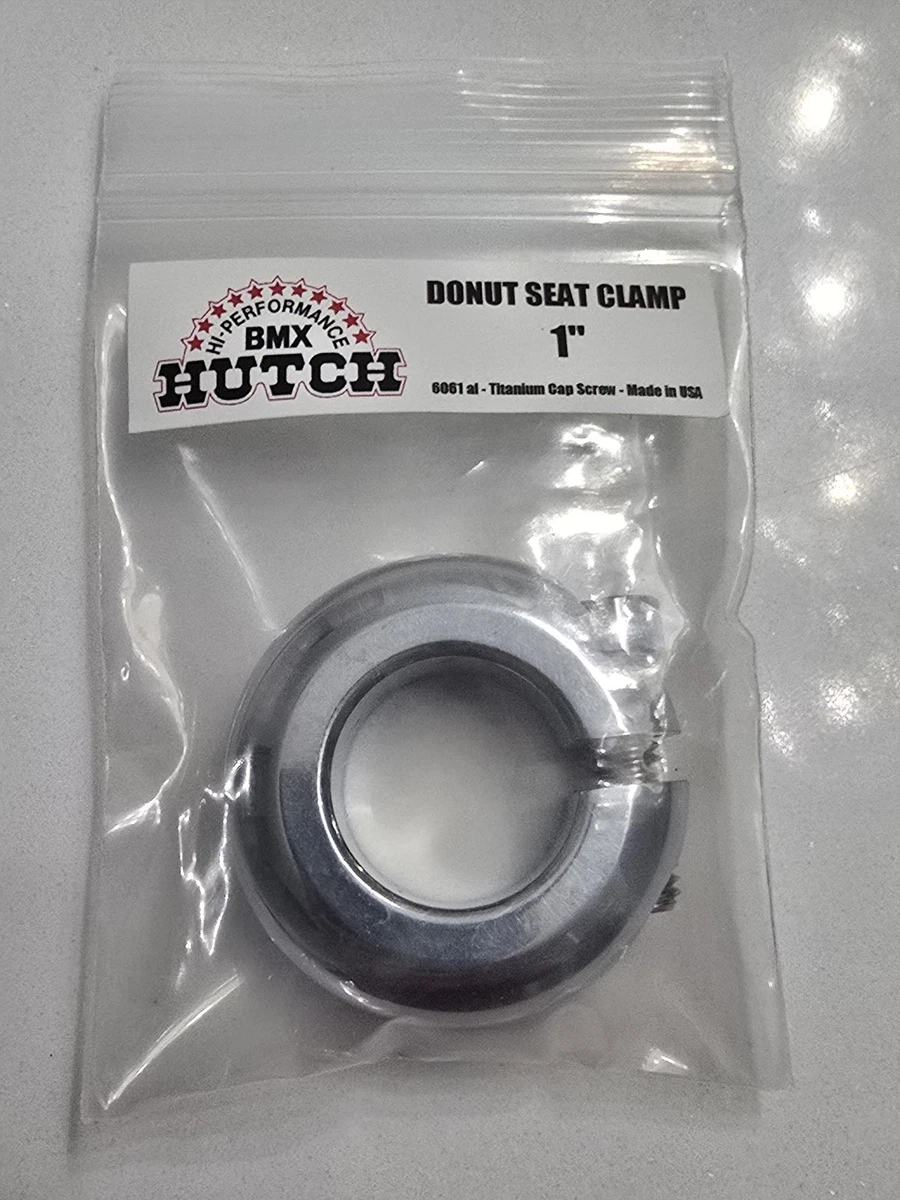 HI-PERFORMANCE
BMX
HUTCH
DONUT SEAT CLAMP
1"
6061 al - Titanium Cap Screw - Made in USA